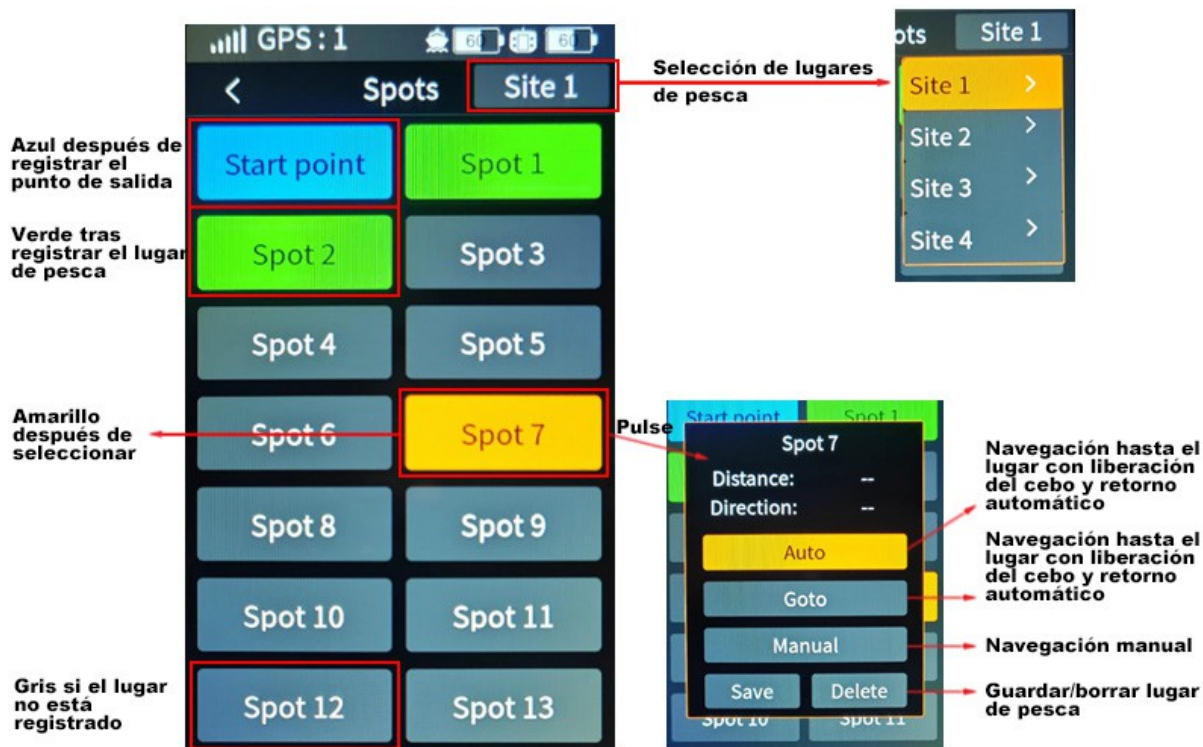 GPS : 1
60
60
Spots
Site 1
Start point
Spot 1
Spot 2
Spot 3
Spot 4
Spot 5
Spot 6
Spot 7
Spot 8
Spot 9
Spot 10
Spot 11
Spot 12
Spot 13
Azul después de
registrar el
punto de salida
Verde tras
registrar el lugar
de pesca
Amarillo
después de
seleccionar
Gris si el lugar
no está
registrado
Selección de lugares
de pesca
ots
Site 1
Site 1
Site 2
Site 3
Site 4
Pulse
Start point
Spot 1
Spot 7
Distance: --
Direction: --
Auto
Goto
Manual
Save
Delete
Spot 10
Spot 11
Navegación hasta el
lugar con liberación
del cebo y retorno
automático
Navegación hasta el
lugar con liberación
del cebo y retorno
automático
Navegación manual
Guardar/borrar lugar
de pesca